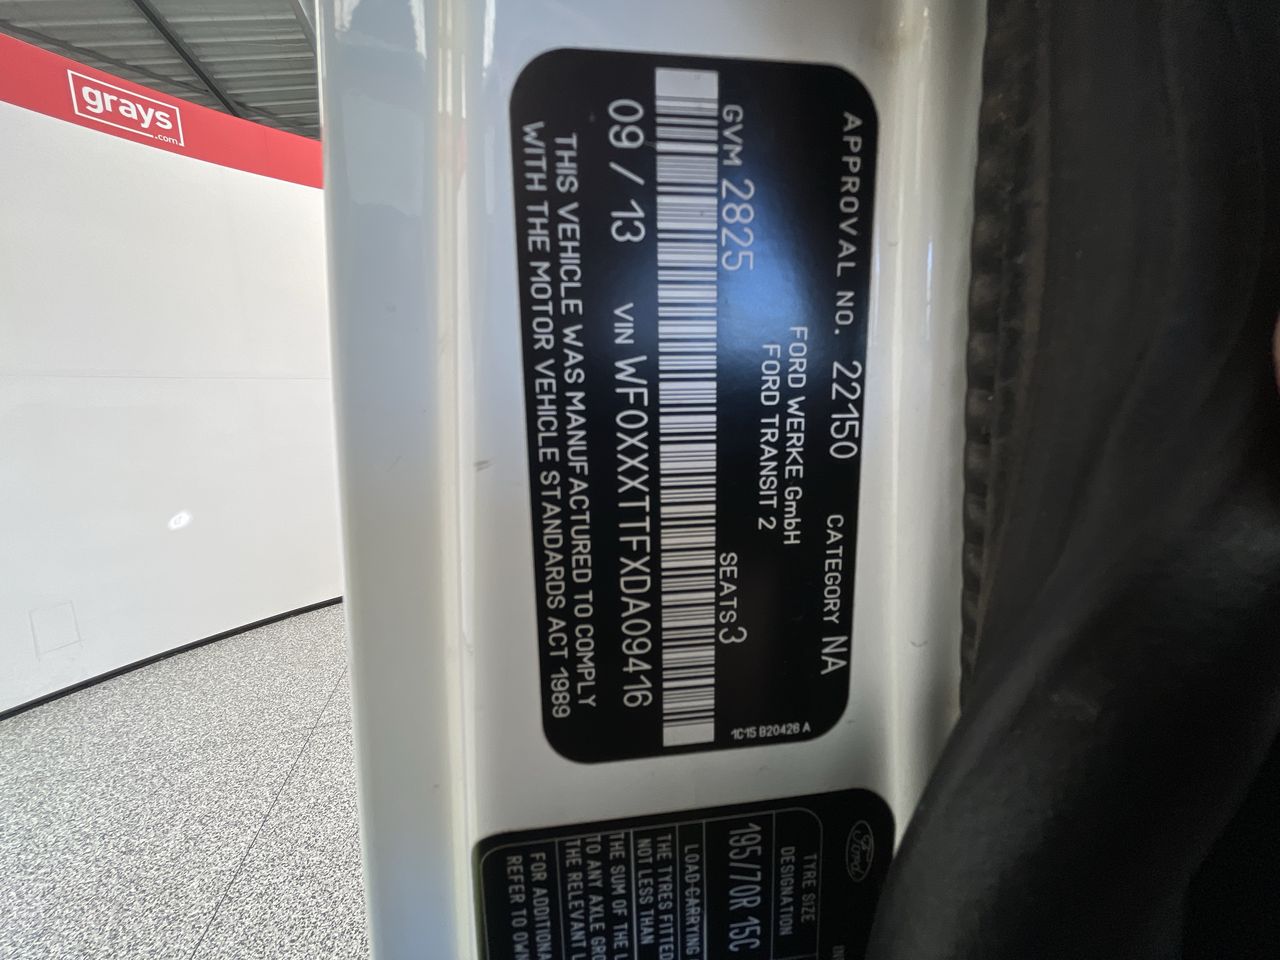 grays
.com
APPROVAL NO. 22150 CATEGORY NA
FORD WERKE GmbH
FORD TRANSIT 2
GVM 2825 SEATS 3
1C15 B20426 A
09 / 13 VIN WF0XXXTTFXDA09416
THIS VEHICLE WAS MANUFACTURED TO COMPLY
WITH THE MOTOR VEHICLE STANDARDS ACT 1989
Ford
TYRE SIZE
DESIGNATION
195/70R 15C
LOAD-CARRYING
THE TYRES FITTED
NOT LESS THAN
THE SUM OF THE
TO ANY AXLE
THE RELEVANT
FOR ADDITIONA
REFER TO OWN